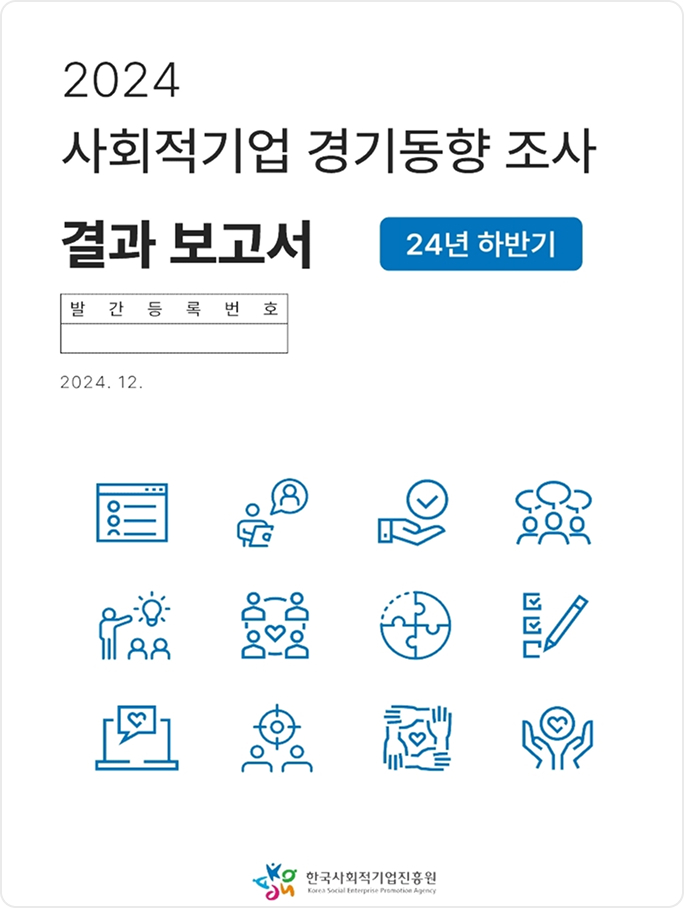 2024
사회적기업 경기동향 조사
결과 보고서
24년 하반기
발 간 등 록 번 호
2024. 12.
한국사회적기업진흥원
Korea Social Enterprise Promotion Agency